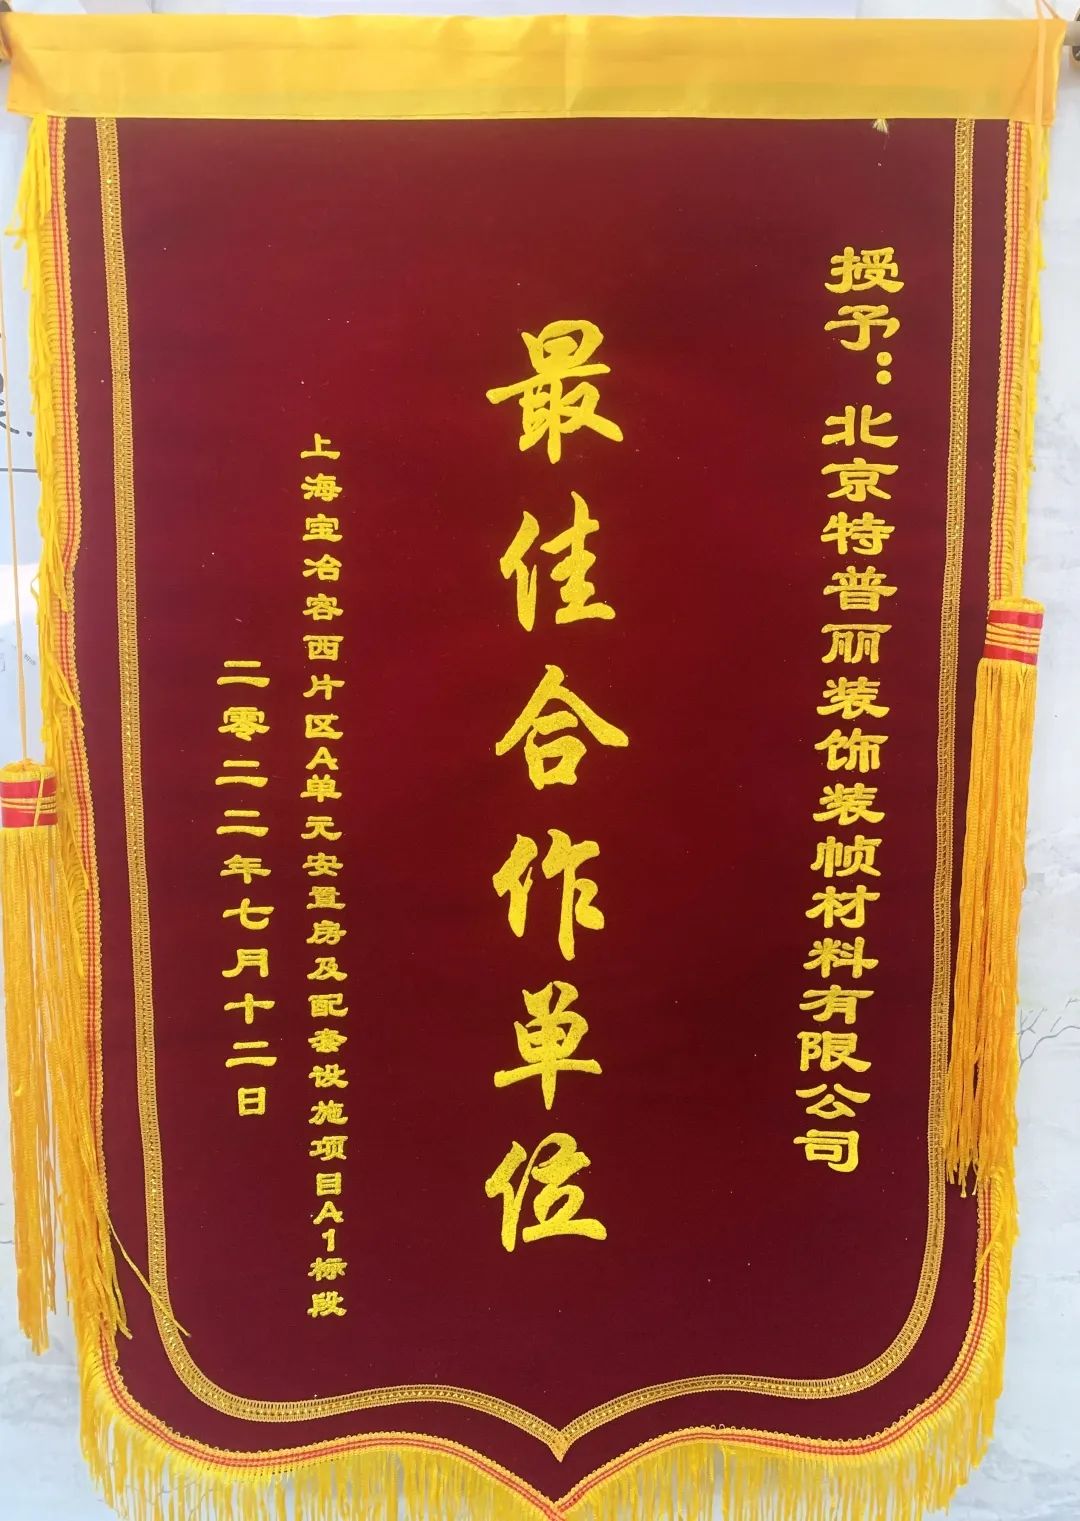 授予：北京特普丽装饰装帧材料有限公司
最佳合作单位
上海宝冶容西片区A单元安置房及配套设施项目A1标段
二零二二年七月十二日